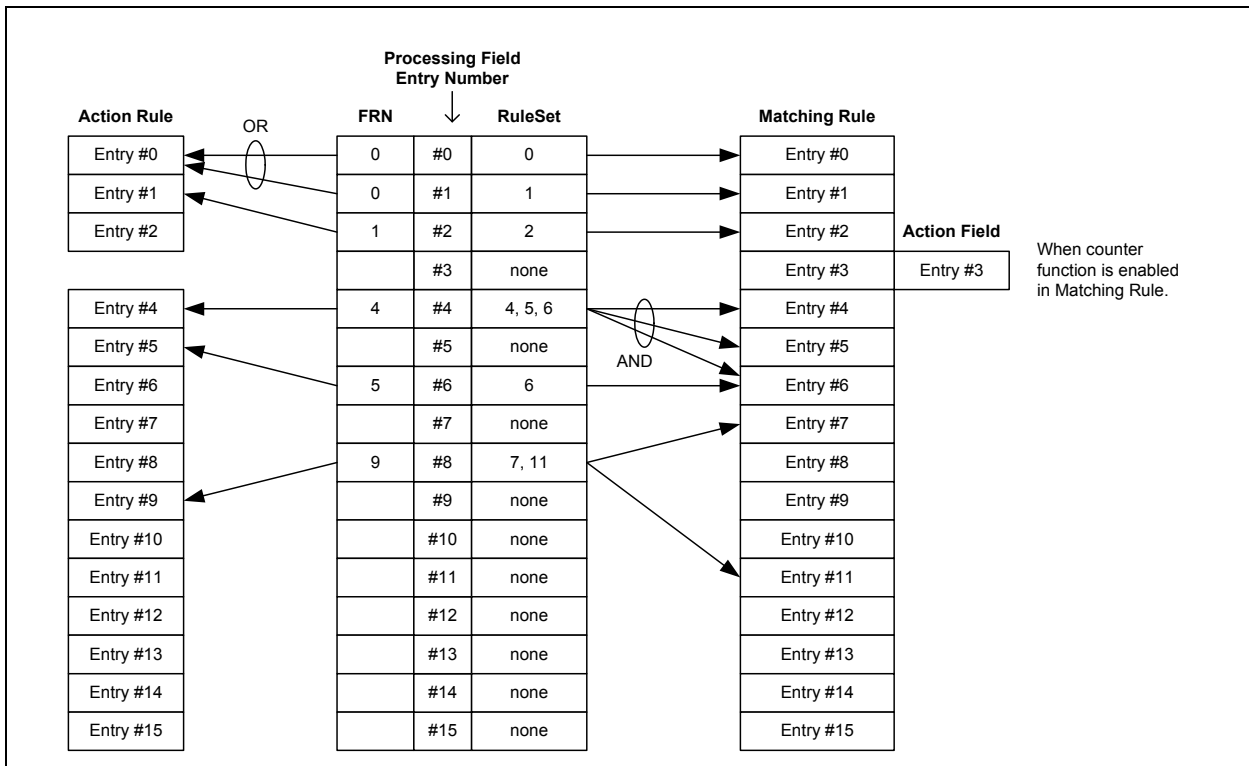 Processing Field
Entry Number
Action Rule
OR
FRN
RuleSet
Matching Rule
Entry #0
0 #0 0
Entry #0
Entry #1
0 #1 1
Entry #1
Entry #2
1 #2 2
Entry #2
Action Field
#3 none
Entry #3
Entry #3
When counter
function is enabled
in Matching Rule.
Entry #4
4 #4 4, 5, 6
Entry #4
Entry #5
#5 none
AND
Entry #5
Entry #6
5 #6 6
Entry #6
Entry #7
#7 none
Entry #7
Entry #8
9 #8 7, 11
Entry #8
Entry #9
#9 none
Entry #9
Entry #10
#10 none
Entry #10
Entry #11
#11 none
Entry #11
Entry #12
#12 none
Entry #12
Entry #13
#13 none
Entry #13
Entry #14
#14 none
Entry #14
Entry #15
#15 none
Entry #15